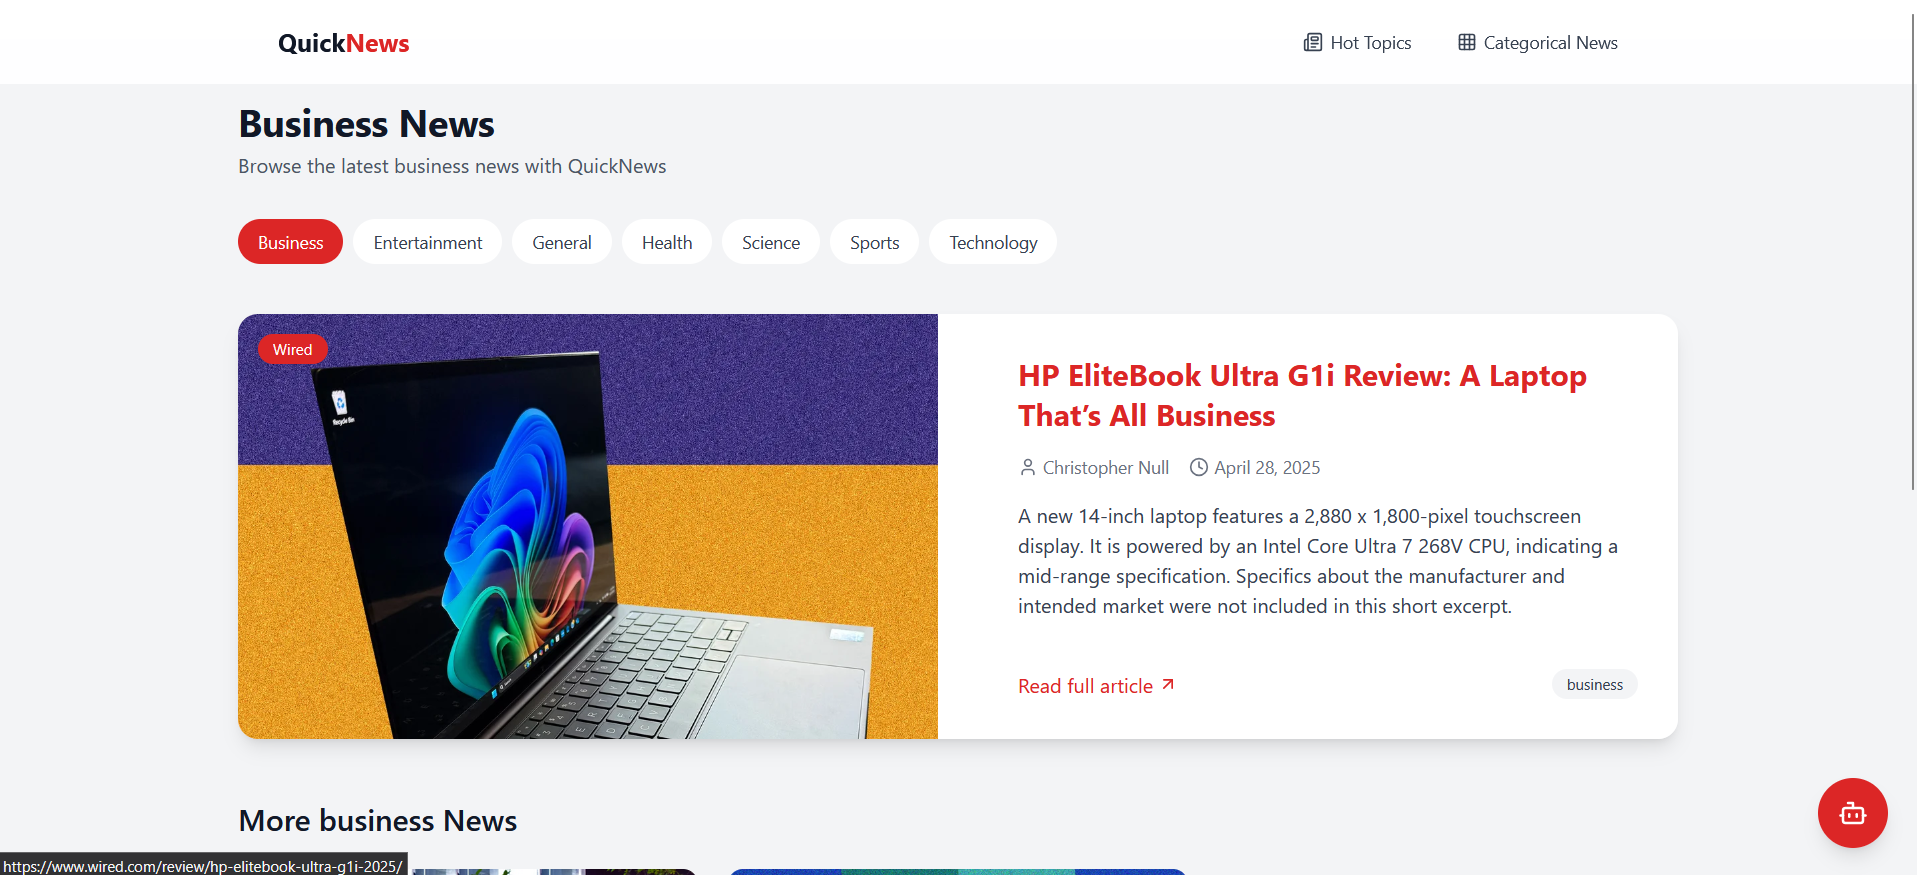 QuickNews
Hot Topics
Categorical News
Business News
Browse the latest business news with QuickNews
Business
Entertainment
General
Health
Science
Sports
Technology
Wired
Recycle Bin
HP EliteBook Ultra G1i Review: A Laptop
That’s All Business
Christopher Null
April 28, 2025
A new 14-inch laptop features a 2,880 x 1,800-pixel touchscreen
display. It is powered by an Intel Core Ultra 7 268V CPU, indicating a
mid-range specification. Specifics about the manufacturer and
intended market were not included in this short excerpt.
Read full article
business
More business News
https://www.wired.com/review/hp-elitebook-ultra-g1i-2025/